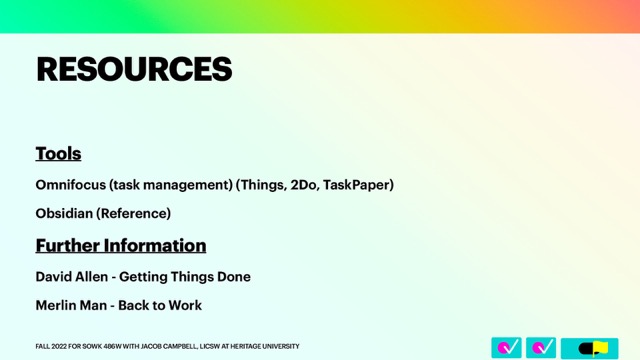 RESOURCES
Tools
Omnifocus (task management) (Things, 2Do, TaskPaper)
Obsidian (Reference)
Further Information
David Allen - Getting Things Done
Merlin Man - Back to Work
FALL 2022 FOR SOWK 486W WITH JACOB CAMPBELL, LICSW AT HERITAGE UNIVERSITY